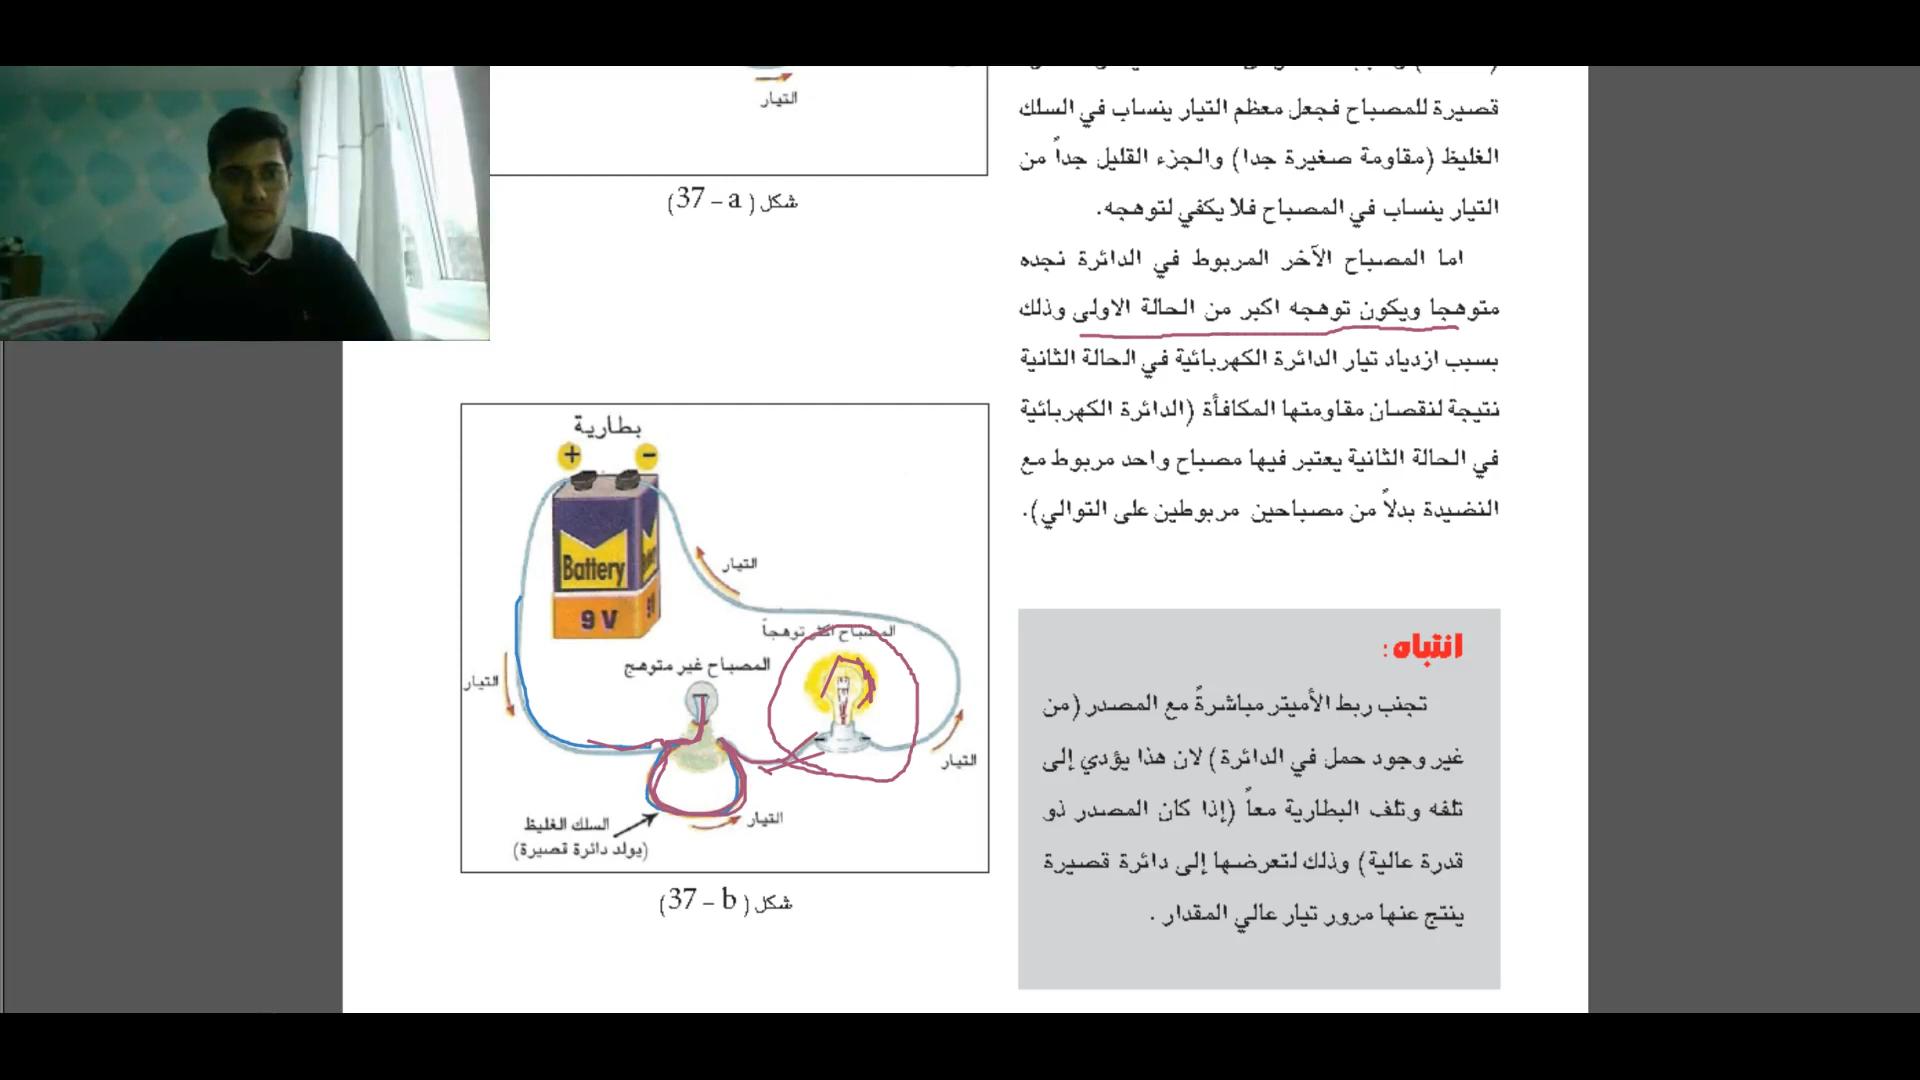 قصيرة للمصباح فجعل معظم التيار ينساب في السلك
الغليظ (مقاومة صغيرة جدا) والجزء القليل جداً من
التيار ينساب في المصباح فلا يكفي لتوهجه.
اما المصباح الآخر المربوط في الدائرة نجده
متوهجا ويكون توهجه اكبر من الحالة الاولى وذلك
بسبب ازدياد تيار الدائرة الكهربائية في الحالة الثانية
نتيجة لنقصان مقاومتها المكافأة (الدائرة الكهربائية
في الحالة الثانية يعتبر فيها مصباح واحد مربوط مع
النضيدة بدلاً من مصباحين مربوطين على التوالي).
انتباه :
تجنب ربط الأميتر مباشرةً مع المصدر (من
غير وجود حمل في الدائرة) لان هذا يؤدي إلى
تلفه وتلف البطارية معاً (إذا كان المصدر ذو
قدرة عالية) وذلك لتعرضها إلى دائرة قصيرة
ينتج عنها مرور تيار عالي المقدار .
التيار
شكل ( 37 – a)
بطارية
+ −
Battery
9 V
التيار
المصباح اكثر توهجاً
المصباح غير متوهج
التيار
التيار
التيار
السلك الغليظ
(يولد دائرة قصيرة)
شكل ( 37 – b)